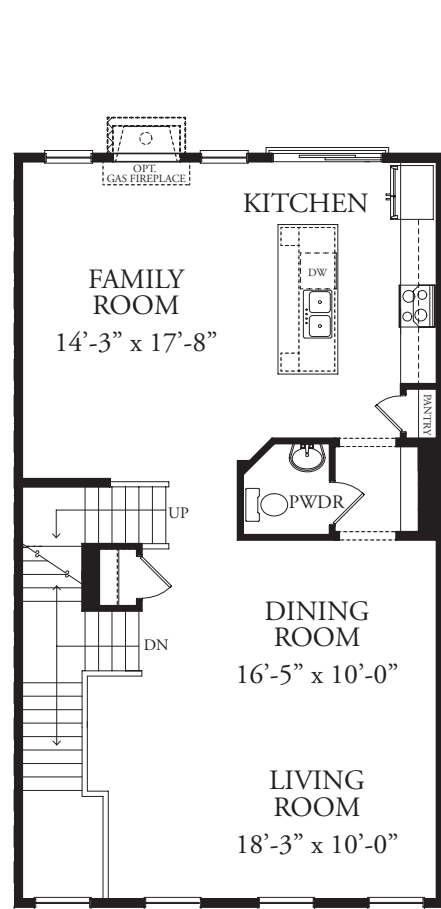 OPT.
GAS FIREPLACE
KITCHEN
DW
FAMILY
ROOM
14’-3” x 17’-8”
PANTRY
PWDR
UP
DN
DINING
ROOM
16’-5” x 10’-0”
LIVING
ROOM
18’-3” x 10’-0”